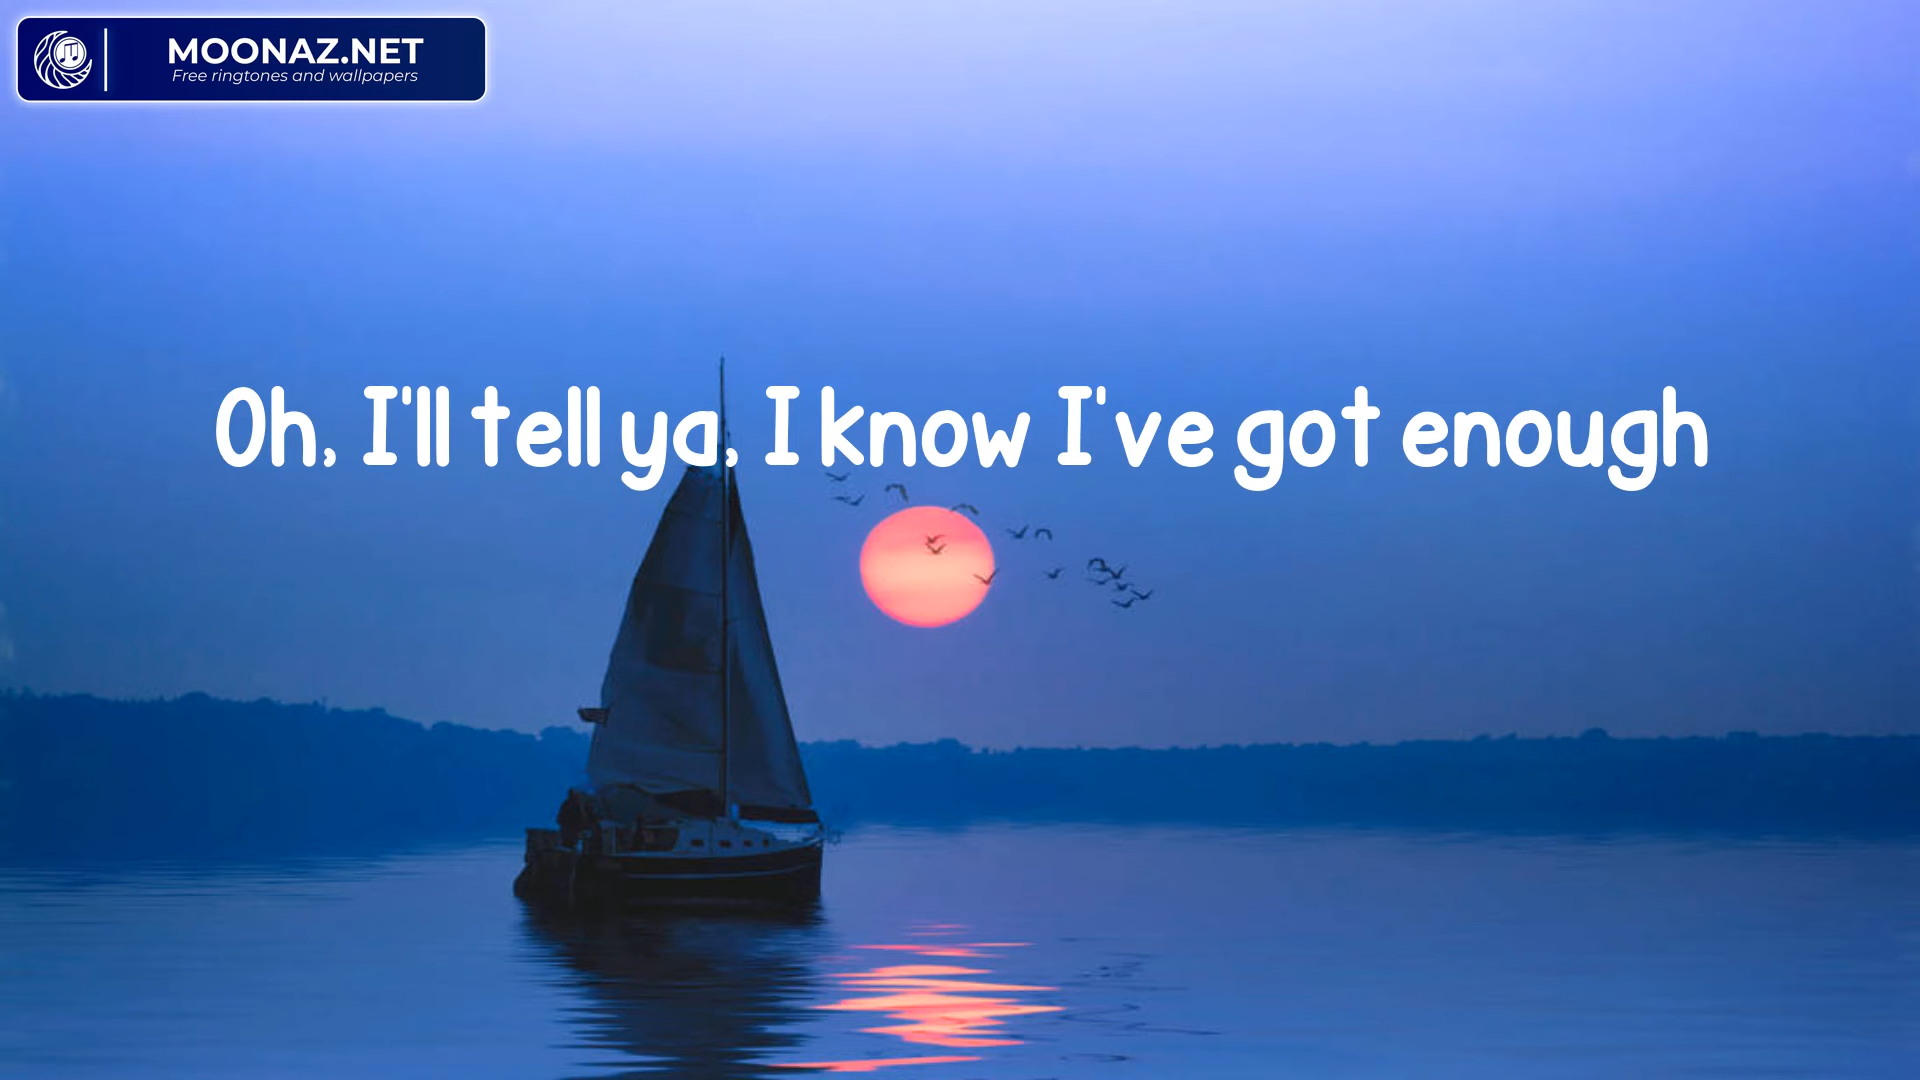 MOONAZ.NET
Free ringtones and wallpapers
Oh, I'll tell ya, I know I've got enough